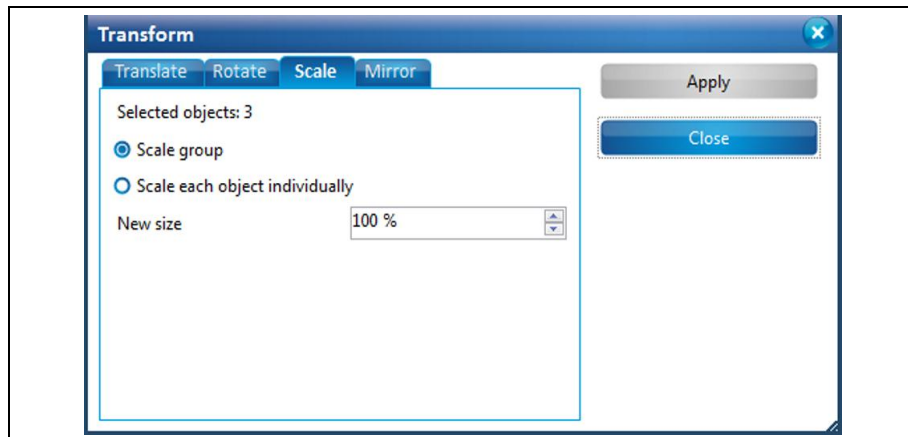 Transform
Translate Rotate Scale Mirror
Apply
Selected objects: 3
Close
Scale group
Scale each object individually
New size 100 %